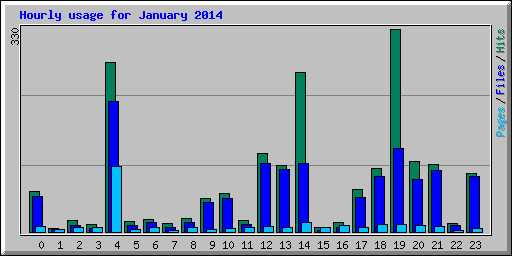 Hourly usage for January 2014
330
Pages/Files/Hits
0 1 2 3 4 5 6 7 8 9 10 11 12 13 14 15 16 17 18 19 20 21 22 23